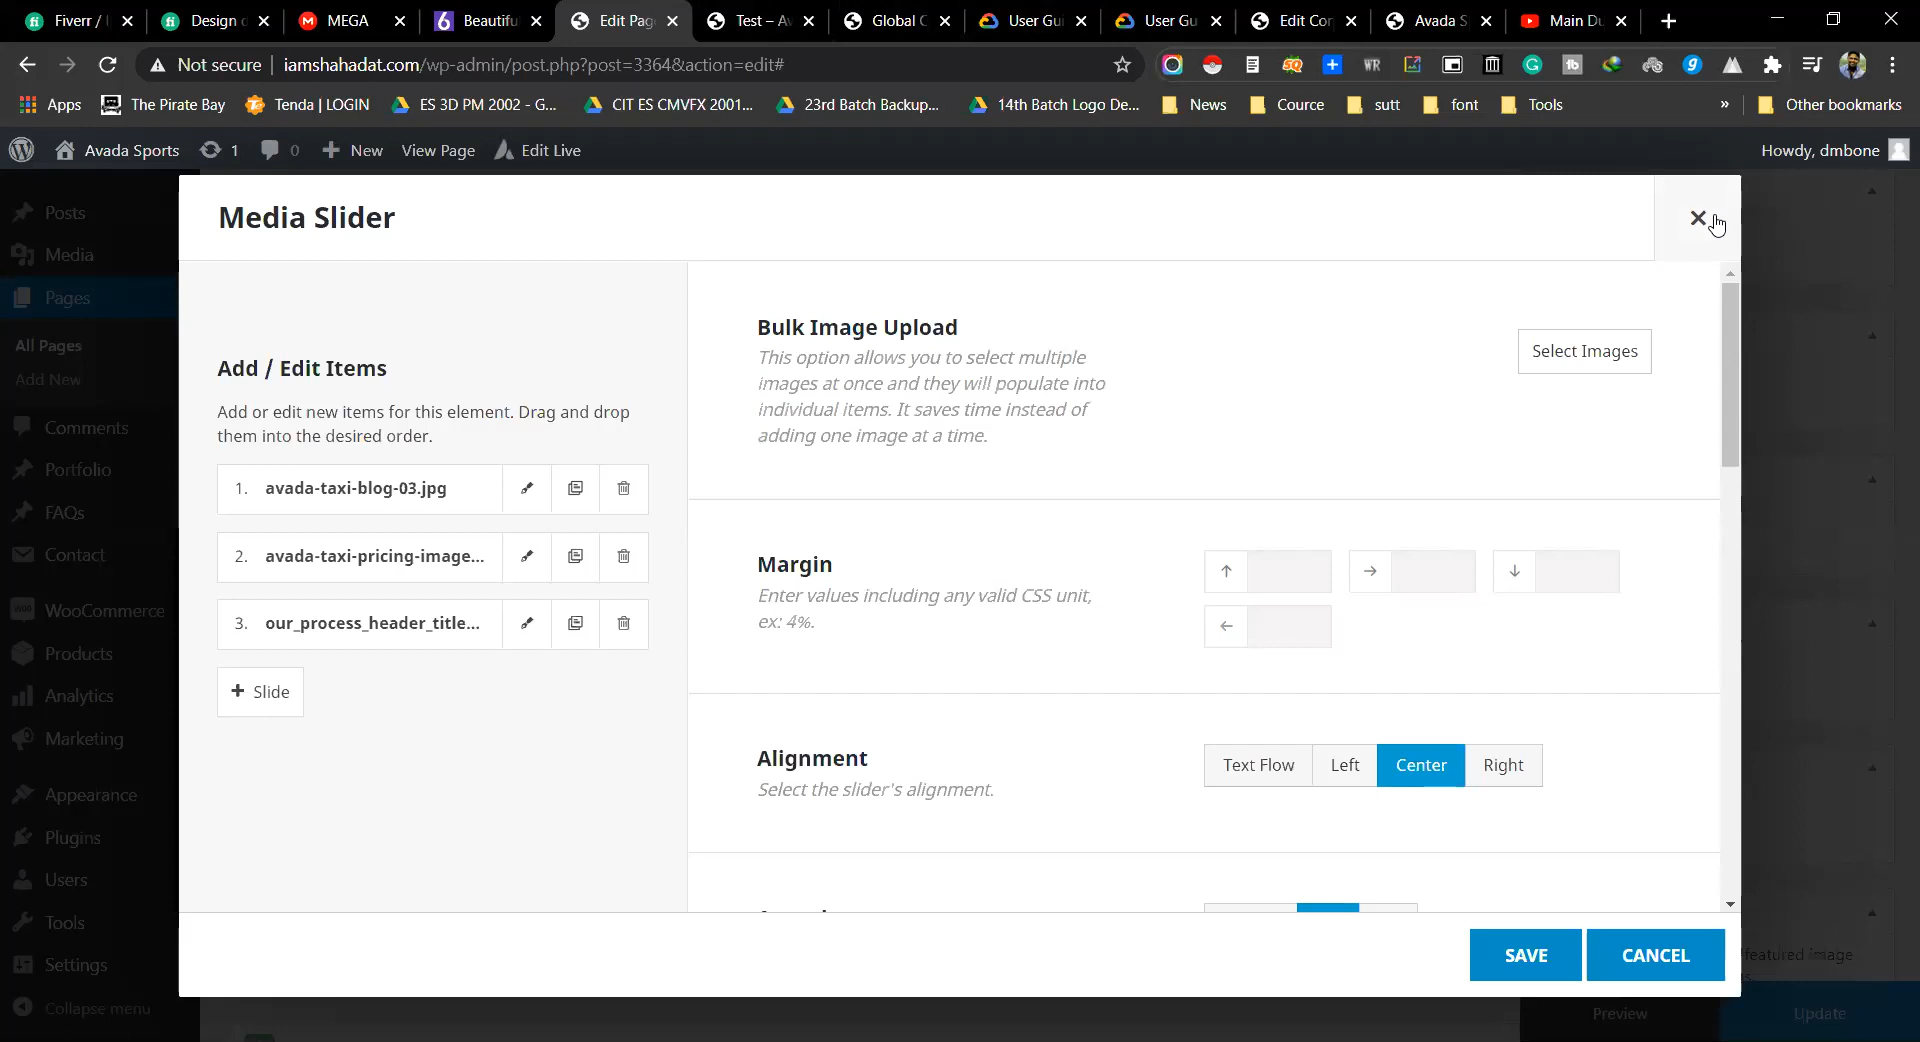 Fiverr /
Design o
MEGA
Beautifu
Edit Pag
Test – Av
Global C
User Gu
User Gu
Edit Cor
Avada S
Main Du
Not secure
iamshahadat.com/wp-admin/post.php?post=3364&action=edit#
Apps
The Pirate Bay
Tenda | LOGIN
ES 3D PM 2002 - G...
CIT ES CMVFX 2001...
23rd Batch Backup...
14th Batch Logo De...
News
Cource
sutt
font
Tools
»
Other bookmarks
Avada Sports
1
0
New
View Page
Edit Live
Howdy, dmbone
Posts
Media
Pages
All Pages
Add New
Comments
Portfolio
FAQs
Contact
WooCommerce
Products
Analytics
Marketing
Appearance
Plugins
Users
Tools
Settings
Collapse menu
Media Slider
Add / Edit Items
Add or edit new items for this element. Drag and drop
them into the desired order.
1. avada-taxi-blog-03.jpg
2. avada-taxi-pricing-image...
3. our_process_header_title...
+ Slide
Bulk Image Upload
This option allows you to select multiple
images at once and they will populate into
individual items. It saves time instead of
adding one image at a time.
Select Images
Margin
Enter values including any valid CSS unit,
ex: 4%.
Alignment
Select the slider's alignment.
Text Flow
Left
Center
Right
SAVE
CANCEL
featured image
Preview
Update